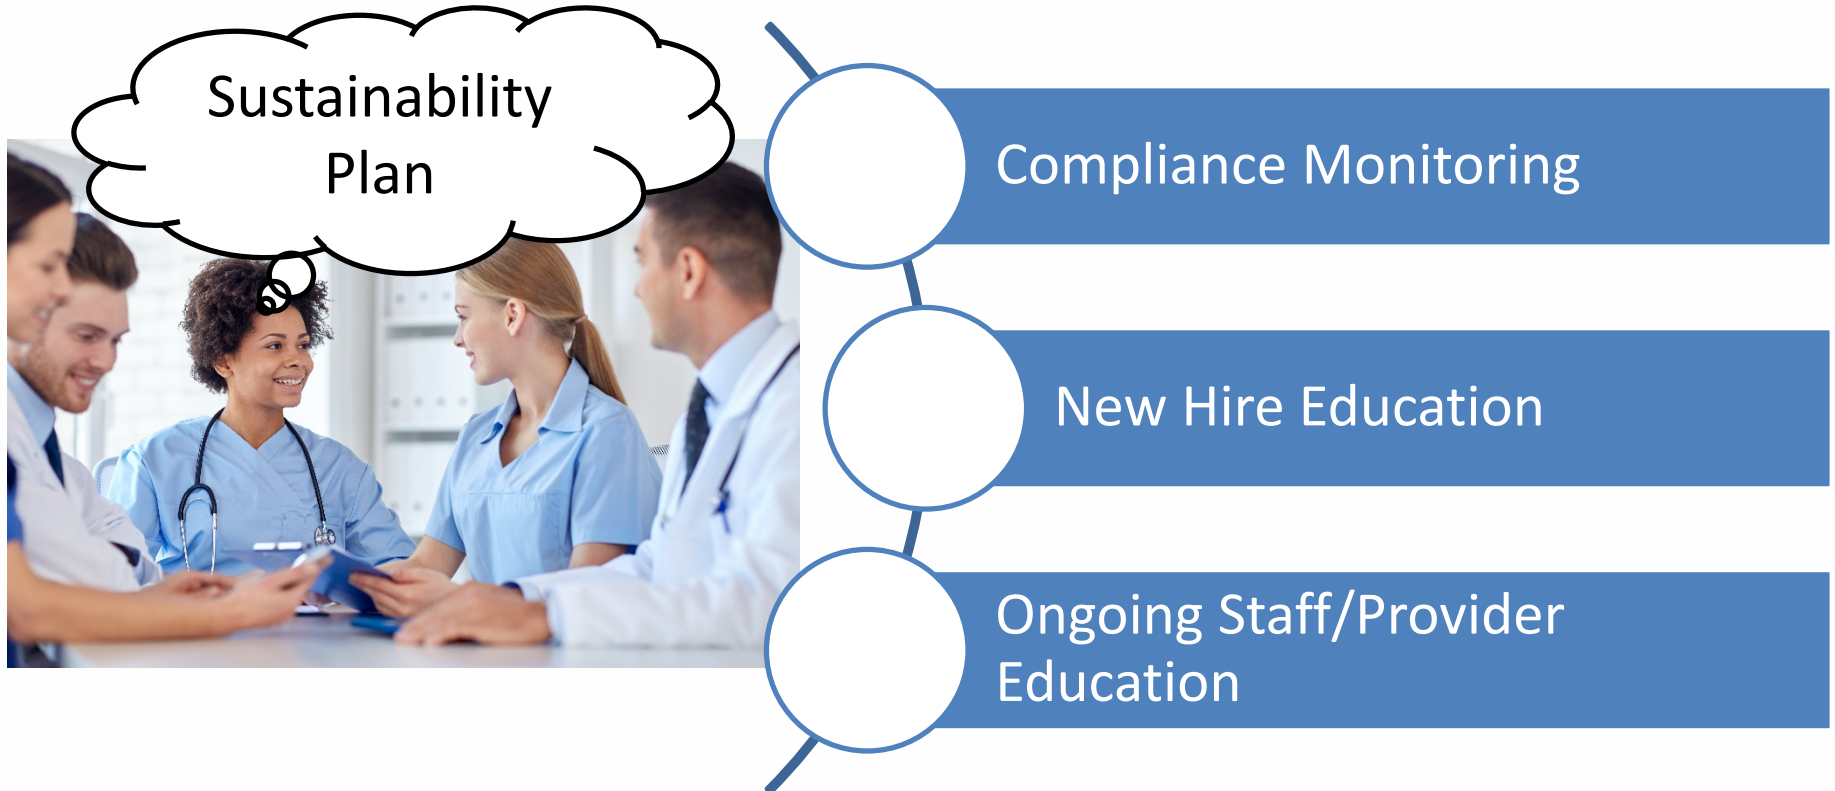 Sustainability
Plan
Compliance Monitoring
New Hire Education
Ongoing Staff/Provider
Education